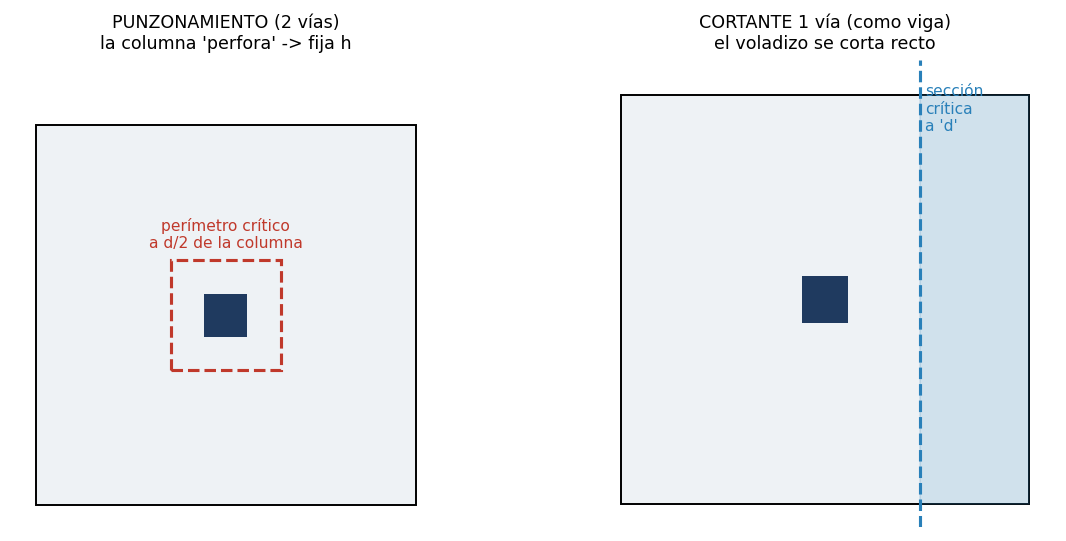 PUNZONAMIENTO (2 vías)
la columna 'perfora' -> fija h
perímetro crítico
a d/2 de la columna
CORTANTE 1 vía (como viga)
el voladizo se corta recto
sección
crítica
a 'd'